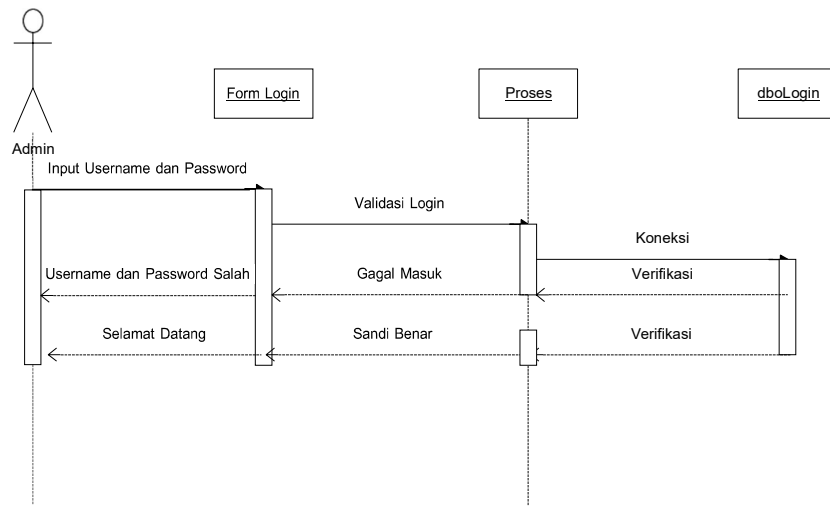 Form Login
Proses
dboLogin
Admin
Input Username dan Password
Validasi Login
Koneksi
Username dan Password Salah
Gagal Masuk
Verifikasi
Selamat Datang
Sandi Benar
Verifikasi